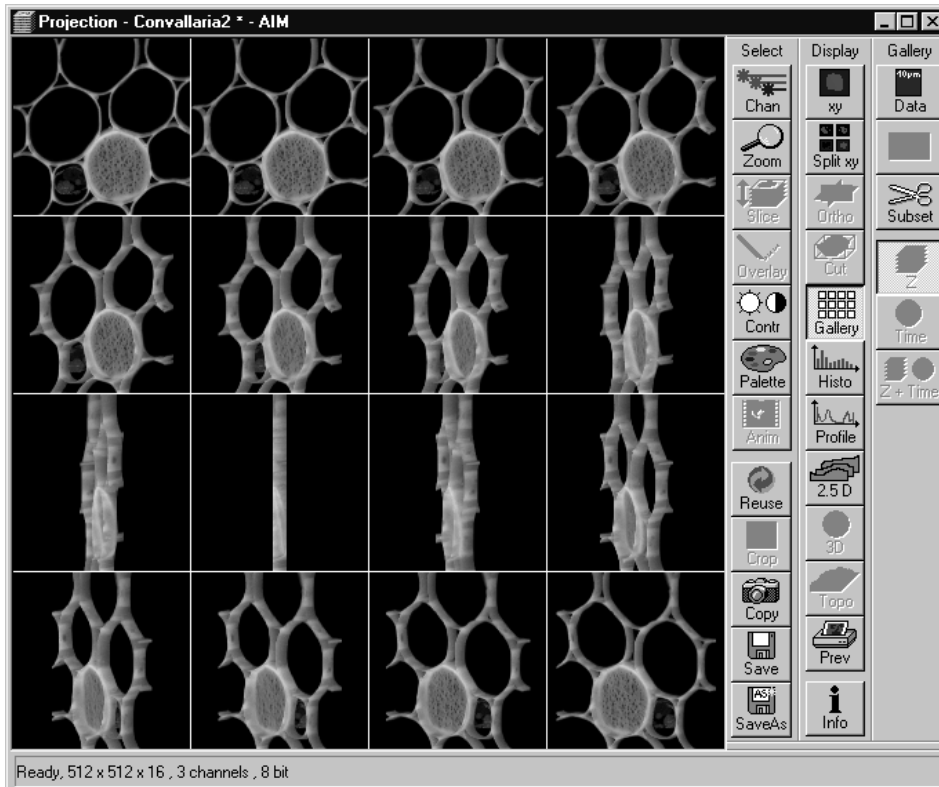 Projection - Convallaria2 * - AIM
Select
Display
Gallery
Chan
xy
10µm
Data
Zoom
Split xy
Slice
Ortho
Subset
Overlay
Cut
Z
Contr
Gallery
Time
Palette
Histo
Z + Time
Anim
Profile
Reuse
2.5 D
Crop
3D
Copy
Topo
Save
Prev
AS
SaveAs
i
Info
Ready, 512 x 512 x 16 , 3 channels , 8 bit